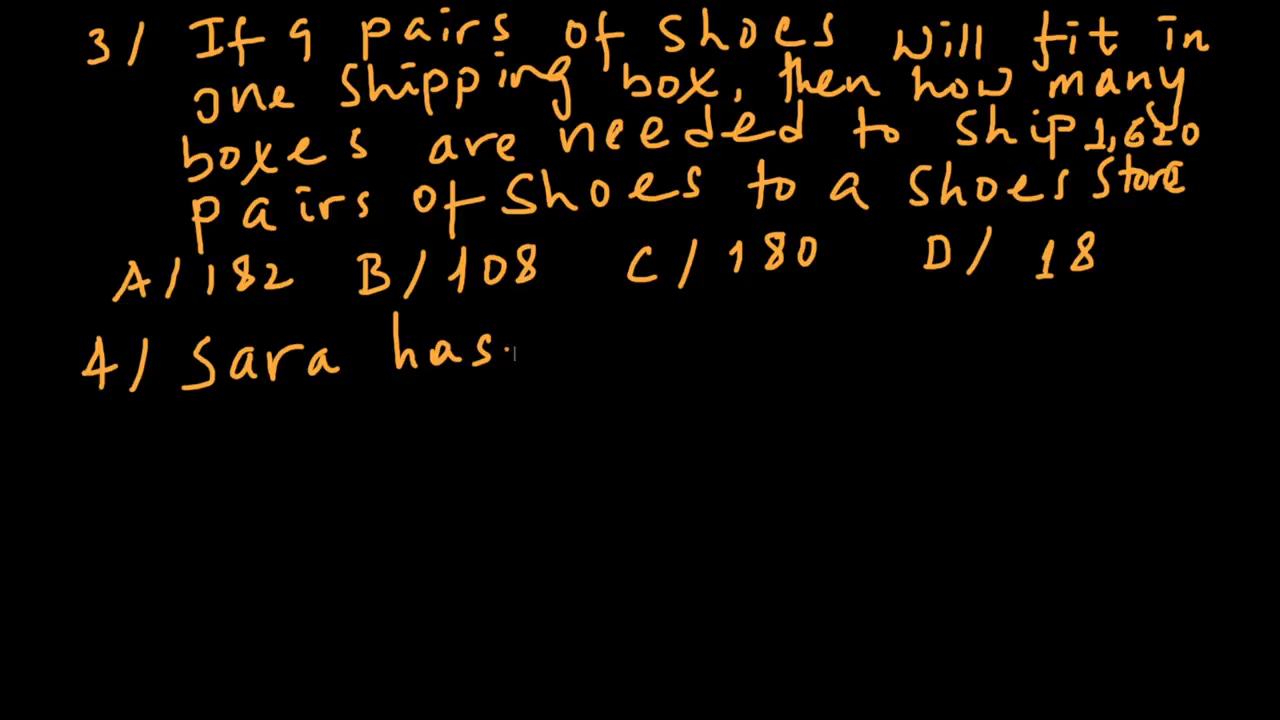 3/ If 9 pairs of shoes will fit in
one shipping box, then how many
boxes are needed to ship 1,620
pairs of shoes to a shoes store
A/ 182 B/ 108 C/ 180 D/ 18
4/ Sara has